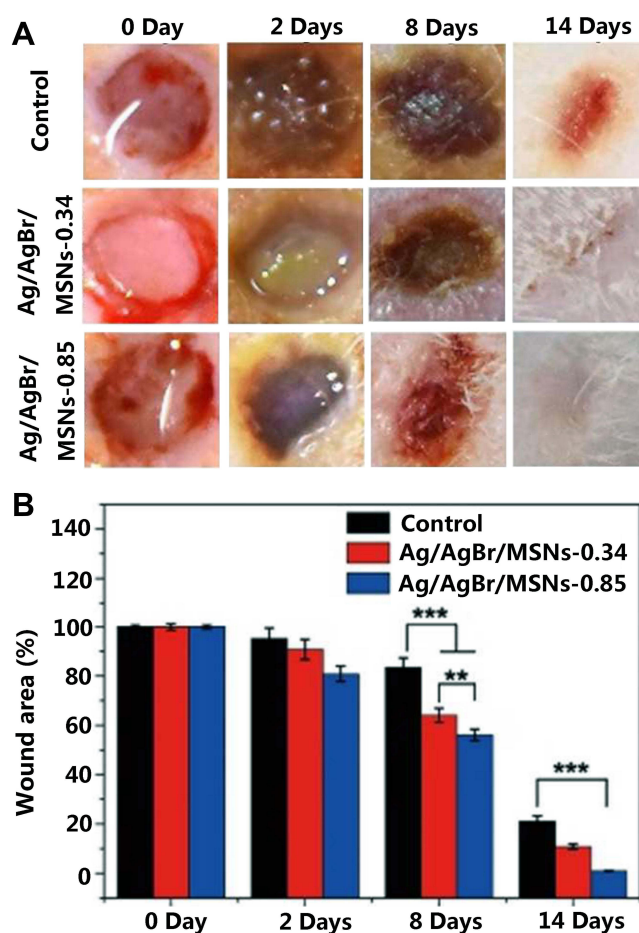 A
0 Day 2 Days 8 Days 14 Days
Control
Ag/AgBr/
MSNs-0.34
Ag/AgBr/
MSNs-0.85
B
Wound area (%)
140
120
100
80
60
40
20
0
Control
Ag/AgBr/MSNs-0.34
Ag/AgBr/MSNs-0.85
***
**
***
0 Day 2 Days 8 Days 14 Days